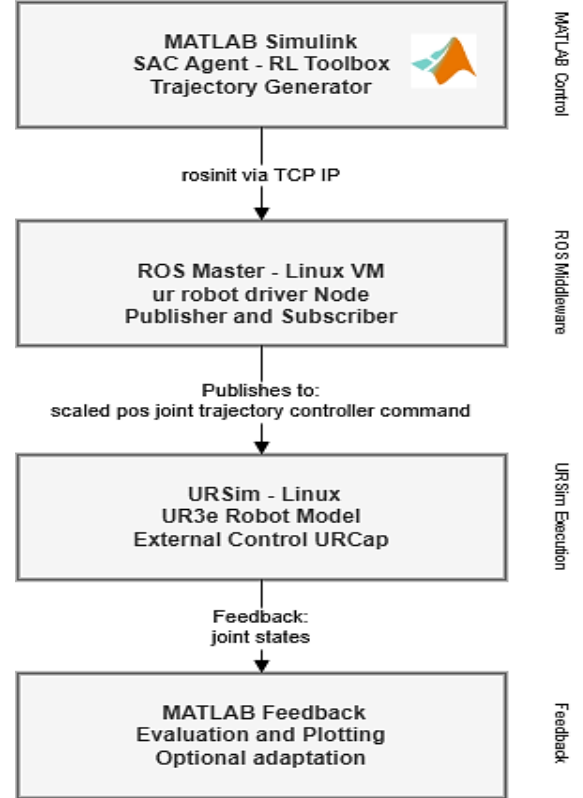 MATLAB Simulink
SAC Agent - RL Toolbox
Trajectory Generator
MATLAB Control
rosinit via TCP IP
ROS Master - Linux VM
ur robot driver Node
Publisher and Subscriber
ROS Middleware
Publishes to:
scaled pos joint trajectory controller command
URSim - Linux
UR3e Robot Model
External Control URCap
URSim Execution
Feedback:
joint states
MATLAB Feedback
Evaluation and Plotting
Optional adaptation
Feedback